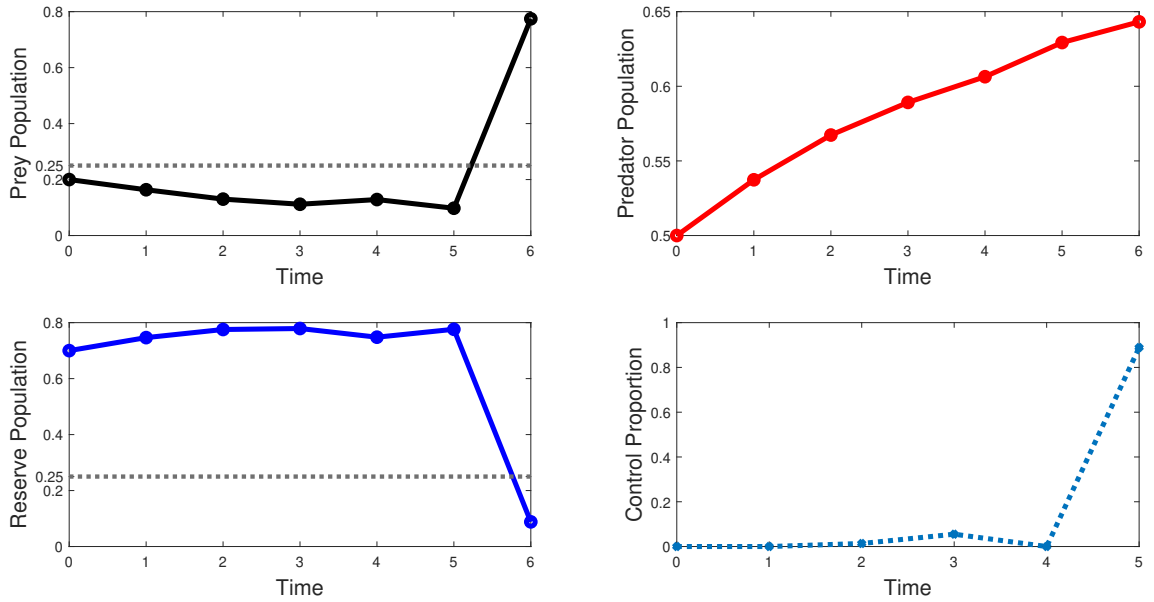 Prey Population
0.8
0.6
0.4
0.25
0.2
0
0 1 2 3 4 5 6
Time
Predator Population
0.65
0.6
0.55
0.5
0 1 2 3 4 5 6
Time
Reserve Population
0.8
0.6
0.4
0.25
0.2
0
0 1 2 3 4 5 6
Time
Control Proportion
1
0.8
0.6
0.4
0.2
0
0 1 2 3 4 5
Time